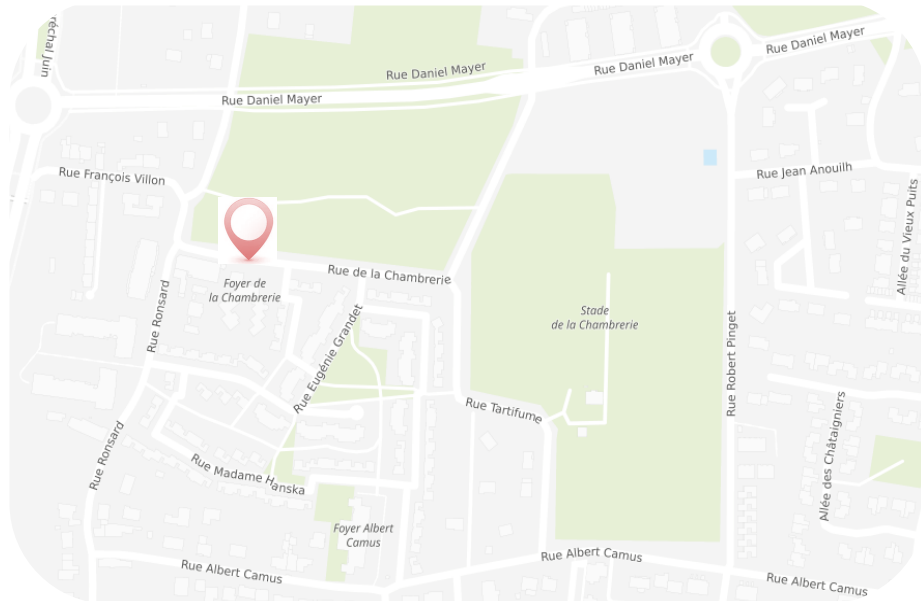 réchal Juin
Rue Daniel Mayer
Rue Daniel Mayer
Rue Daniel Mayer
Rue Daniel Mayer
Rue François Villon
Rue Jean Anouilh
Allée du Vieux Puits
Rue de la Chambrerie
Foyer de
la Chambrerie
Rue Ronsard
Stade
de la Chambrerie
Rue Eugénie Grandet
Rue Robert Pinget
Rue Tartifume
Allée des Châtaigniers
Rue Ronsard
Rue Madame Hanska
Foyer Albert
Camus
Rue Albert Camus
Rue Albert Camus
Rue Albert Camus